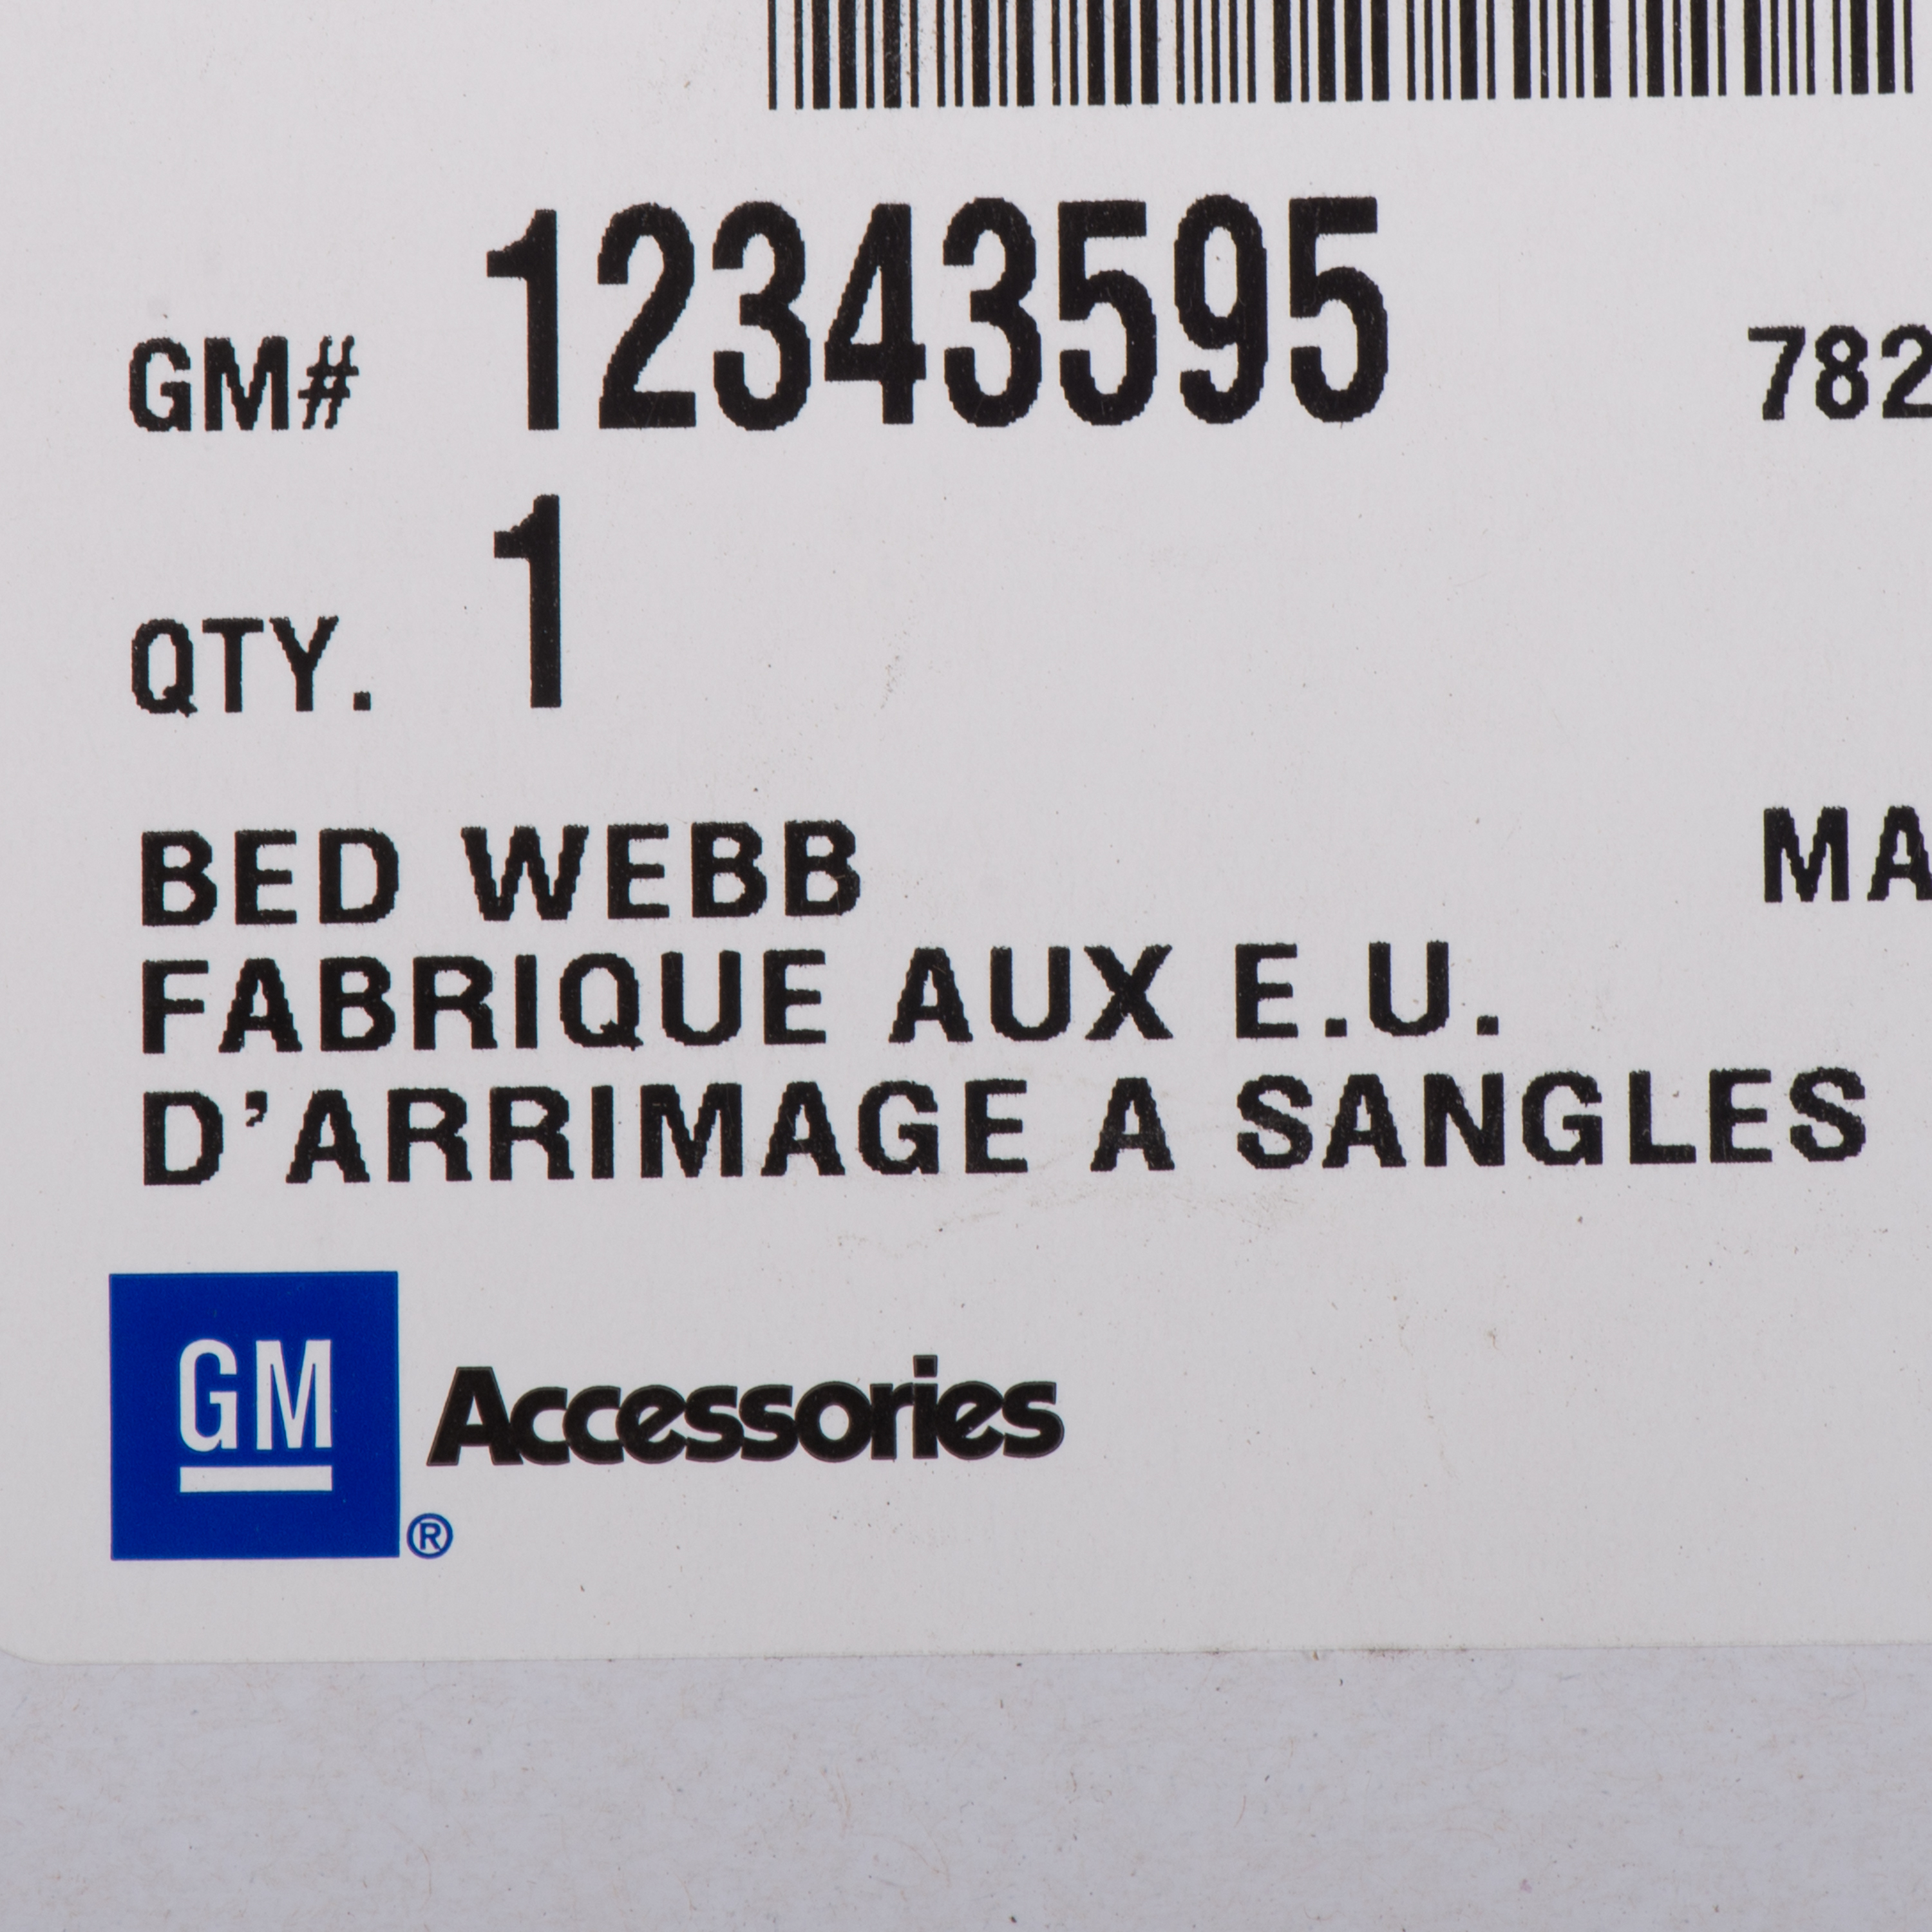 GM# 12343595 782
QTY. 1
BED WEBB MA
FABRIQUE AUX E.U.
D'ARRIMAGE A SANGLES
GM ® Accessories